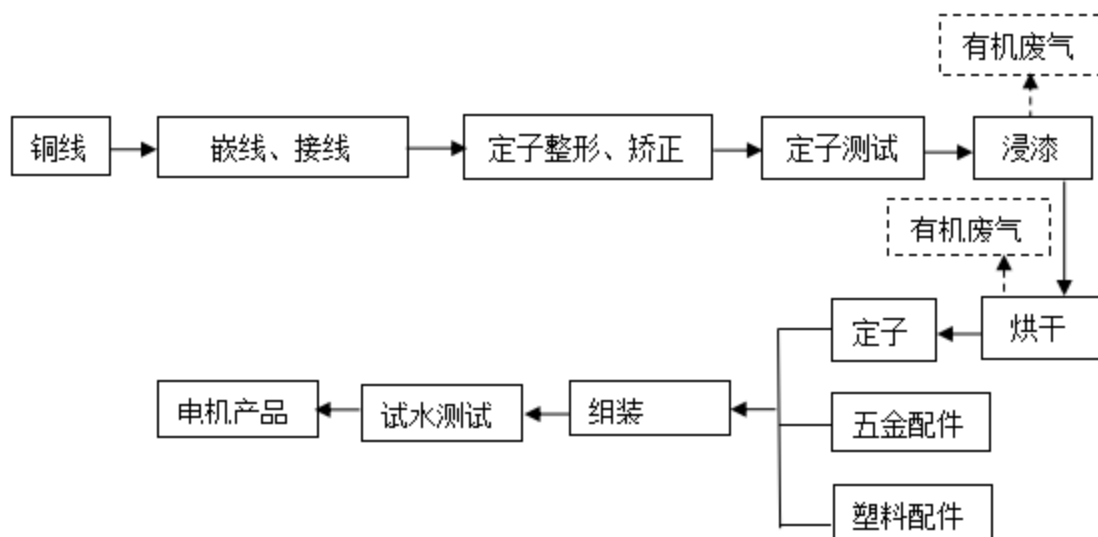 有机废气
铜线
嵌线、接线
定子整形、矫正
定子测试
浸漆
有机废气
定子
烘干
电机产品
试水测试
组装
五金配件
塑料配件